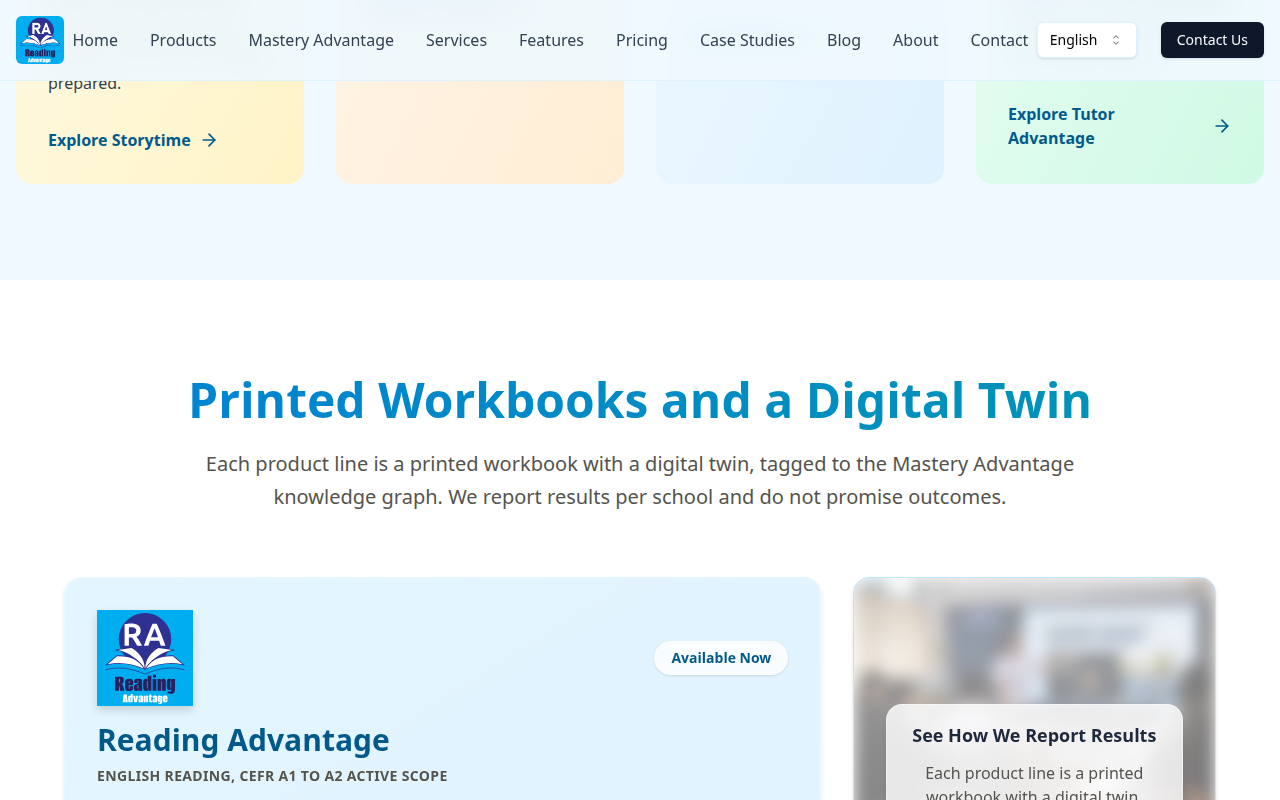 RA
Reading
Advantage
Home
Products
Mastery Advantage
Services
Features
Pricing
Case Studies
Blog
About
Contact
English
Contact Us
prepared.
Explore Storytime
Explore Tutor
Advantage
Printed Workbooks and a Digital Twin
Each product line is a printed workbook with a digital twin, tagged to the Mastery Advantage
knowledge graph. We report results per school and do not promise outcomes.
RA
Reading
Advantage
Available Now
Reading Advantage
ENGLISH READING, CEFR A1 TO A2 ACTIVE SCOPE
See How We Report Results
Each product line is a printed
workbook with a digital twin,